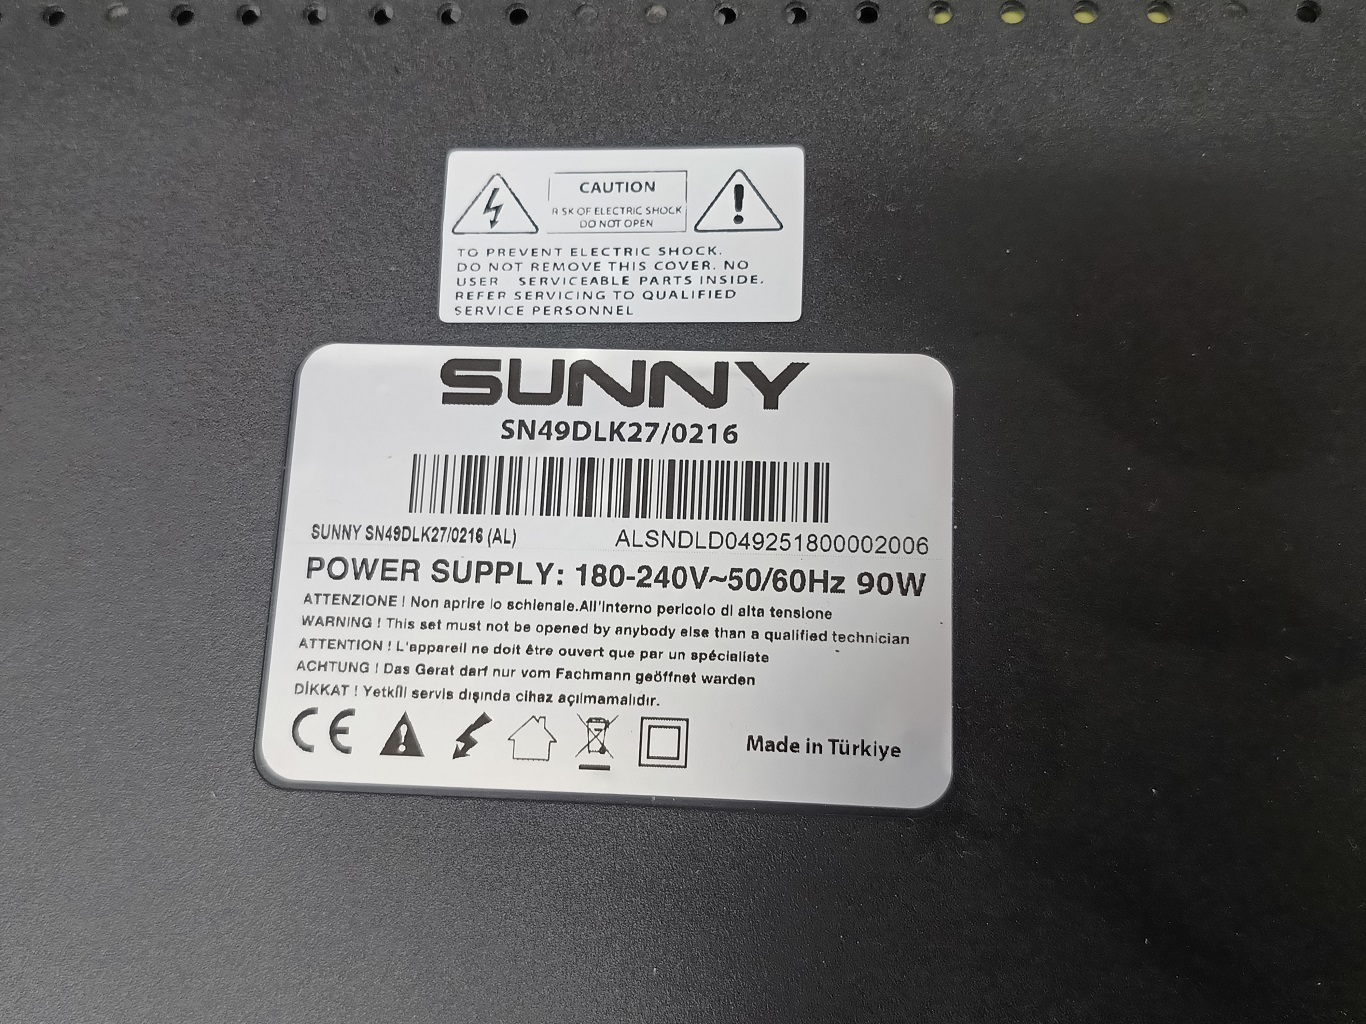 CAUTION
RISK OF ELECTRIC SHOCK
DO NOT OPEN
TO PREVENT ELECTRIC SHOCK.
DO NOT REMOVE THIS COVER. NO
USER SERVICEABLE PARTS INSIDE.
REFER SERVICING TO QUALIFIED
SERVICE PERSONNEL
SUNNY
SN49DLK27/0216
SUNNY SN49DLK27/0216 (AL) ALSNDLD049251800002006
POWER SUPPLY: 180-240V~50/60Hz 90W
ATTENZIONE ! Non aprire lo schienale.All'interno pericolo di alta tensione
WARNING ! This set must not be opened by anybody else than a qualified technician
ATTENTION ! L'appareil ne doit être ouvert que par un spécialiste
ACHTUNG ! Das Gerat darf nur vom Fachmann geöffnet warden
DİKKAT ! Yetkili servis dışında cihaz açılmamalıdır.
CE
Made in Türkiye